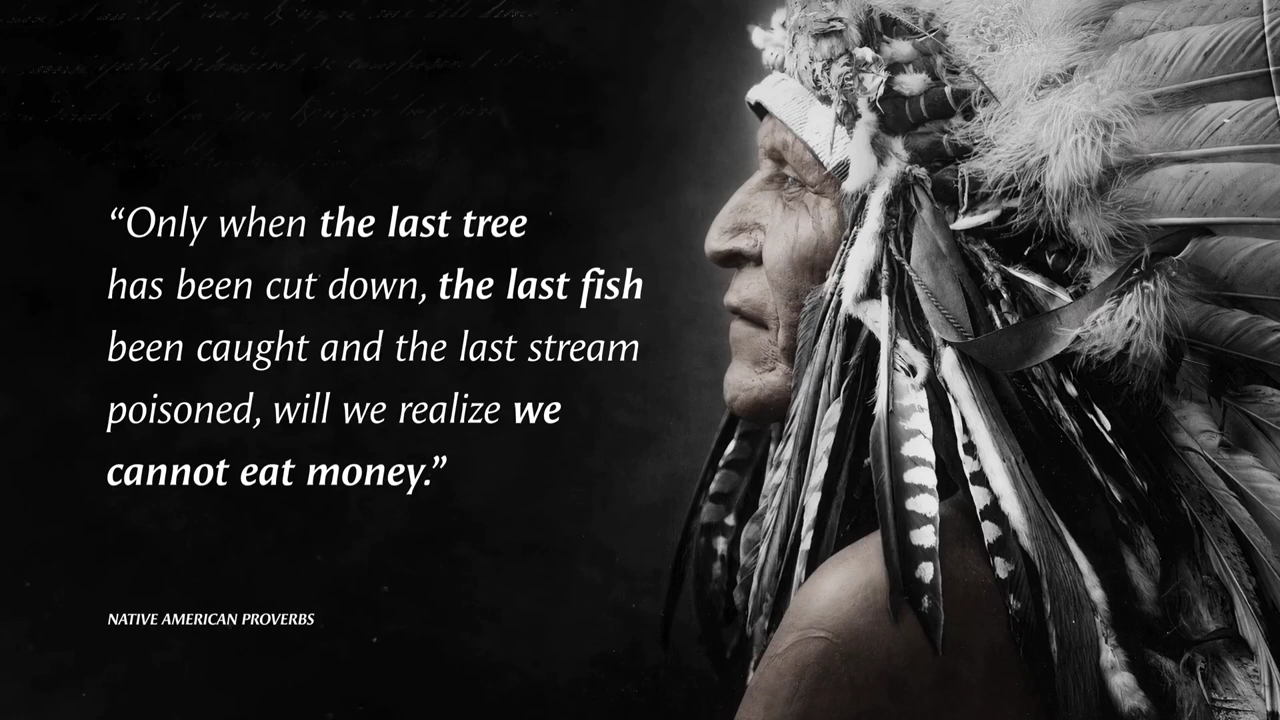 “Only when the last tree
has been cut down, the last fish
been caught and the last stream
poisoned, will we realize we
cannot eat money.”
NATIVE AMERICAN PROVERBS